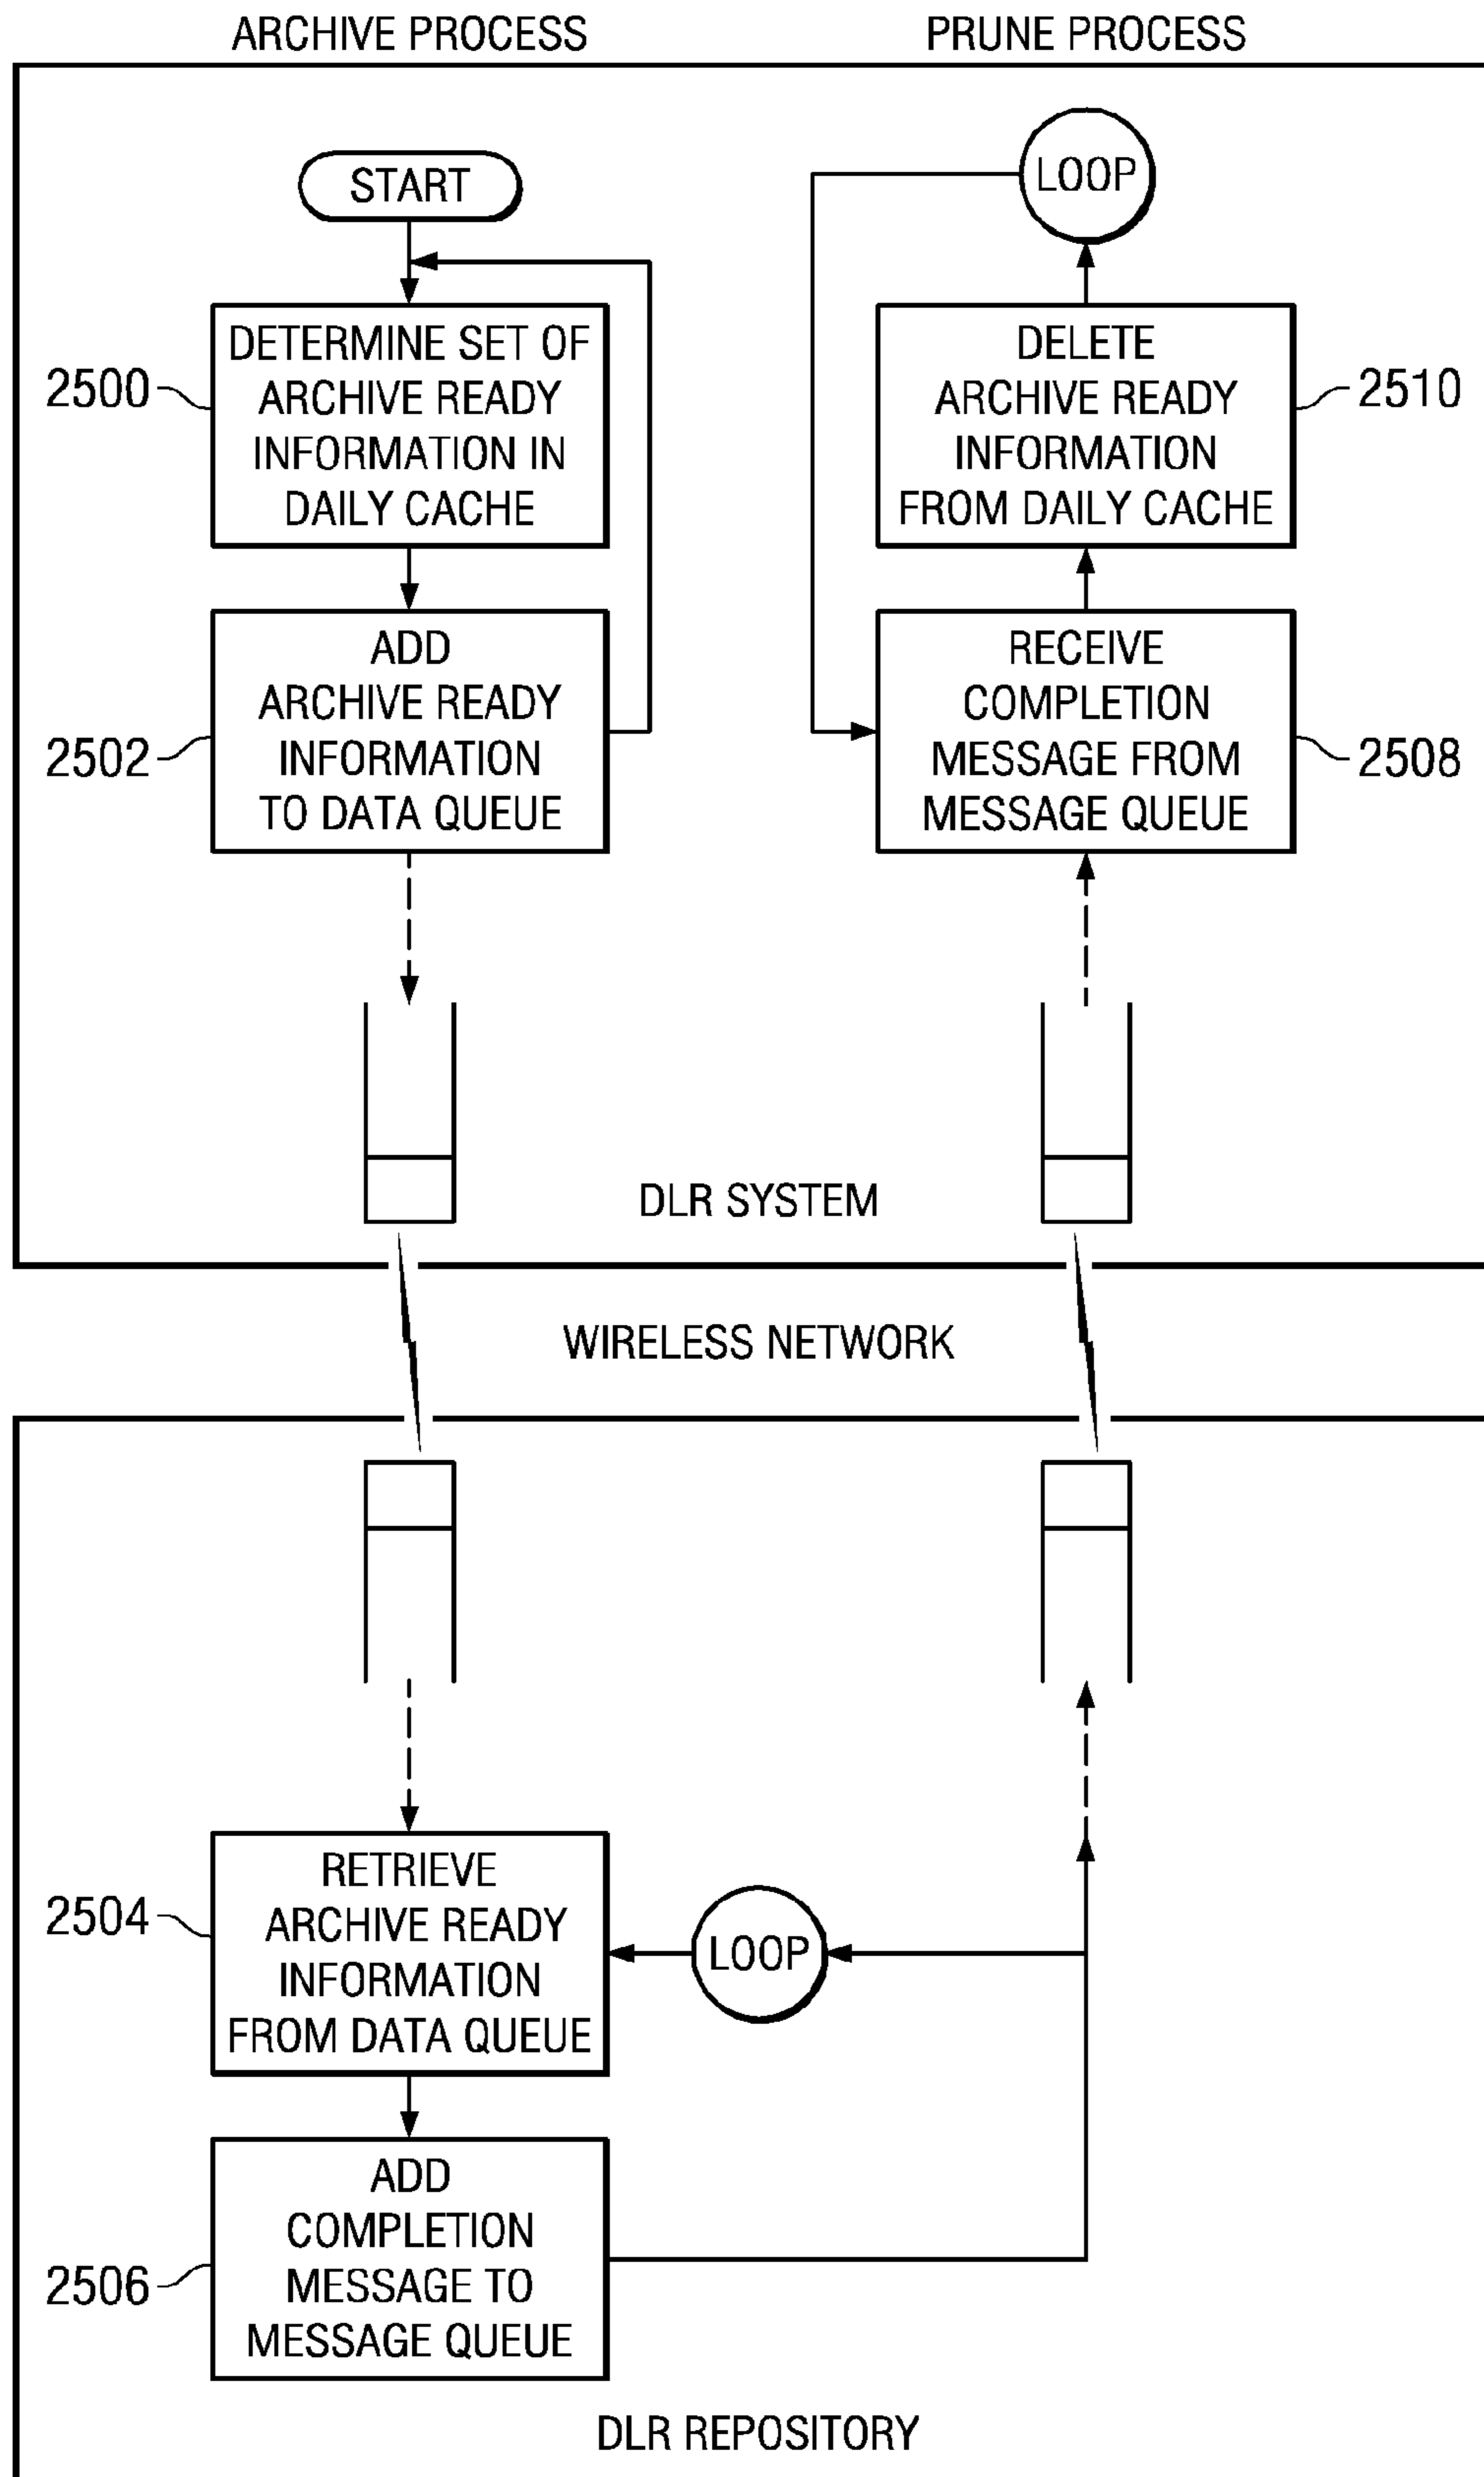 ARCHIVE PROCESS
PRUNE PROCESS
START
LOOP
2500
DETERMINE SET OF
ARCHIVE READY
INFORMATION IN
DAILY CACHE
DELETE
ARCHIVE READY
INFORMATION
FROM DAILY CACHE
2510
2502
ADD
ARCHIVE READY
INFORMATION
TO DATA QUEUE
RECEIVE
COMPLETION
MESSAGE FROM
MESSAGE QUEUE
2508
DLR SYSTEM
WIRELESS NETWORK
2504
RETRIEVE
ARCHIVE READY
INFORMATION
FROM DATA QUEUE
LOOP
2506
ADD
COMPLETION
MESSAGE TO
MESSAGE QUEUE
DLR REPOSITORY